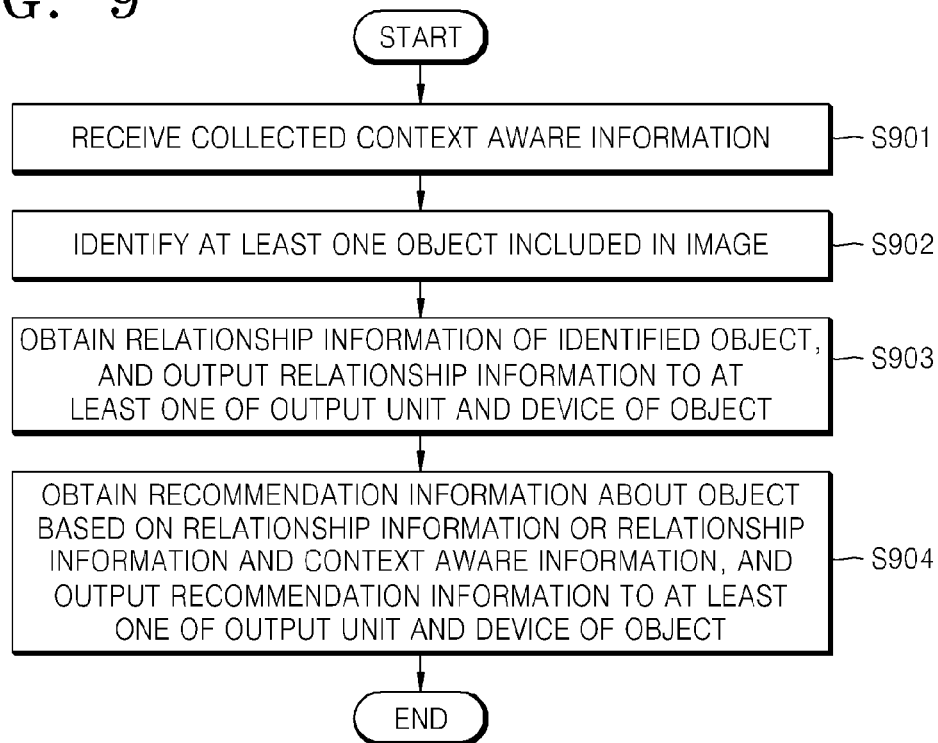 G. 9
START
RECEIVE COLLECTED CONTEXT AWARE INFORMATION
S901
IDENTIFY AT LEAST ONE OBJECT INCLUDED IN IMAGE
S902
OBTAIN RELATIONSHIP INFORMATION OF IDENTIFIED OBJECT,
AND OUTPUT RELATIONSHIP INFORMATION TO AT
LEAST ONE OF OUTPUT UNIT AND DEVICE OF OBJECT
S903
OBTAIN RECOMMENDATION INFORMATION ABOUT OBJECT
BASED ON RELATIONSHIP INFORMATION OR RELATIONSHIP
INFORMATION AND CONTEXT AWARE INFORMATION, AND
OUTPUT RECOMMENDATION INFORMATION TO AT LEAST
ONE OF OUTPUT UNIT AND DEVICE OF OBJECT
S904
END